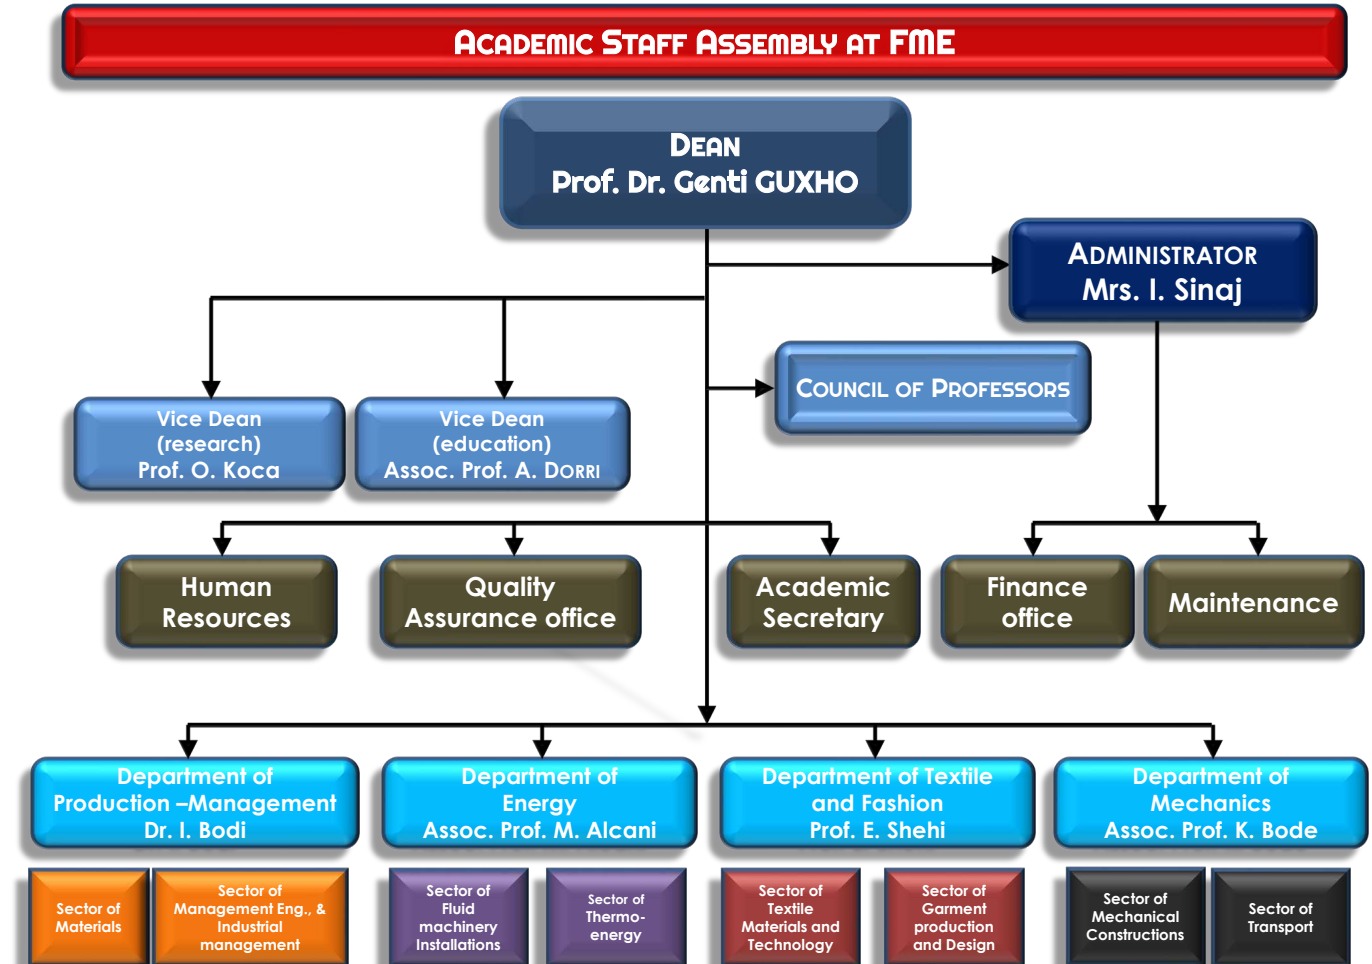 ACADEMIC STAFF ASSEMBLY AT FME
DEAN
Prof. Dr. Genti GUXHO
ADMINISTRATOR
Mrs. I. Sinaj
COUNCIL OF PROFESSORS
Vice Dean
(research)
Prof. O. Koca
Vice Dean
(education)
Assoc. Prof. A. DORRI
Human
Resources
Quality
Assurance office
Academic
Secretary
Finance
office
Maintenance
Department of
Production –Management
Dr. I. Bodi
Department of
Energy
Assoc. Prof. M. Alcani
Department of Textile
and Fashion
Prof. E. Shehi
Department of
Mechanics
Assoc. Prof. K. Bode
Sector of
Materials
Sector of
Management Eng., &
Industrial
management
Sector of
Fluid
machinery
Installations
Sector of
Thermo-
energy
Sector of
Textile
Materials and
Technology
Sector of
Garment
production
and Design
Sector of
Mechanical
Constructions
Sector of
Transport